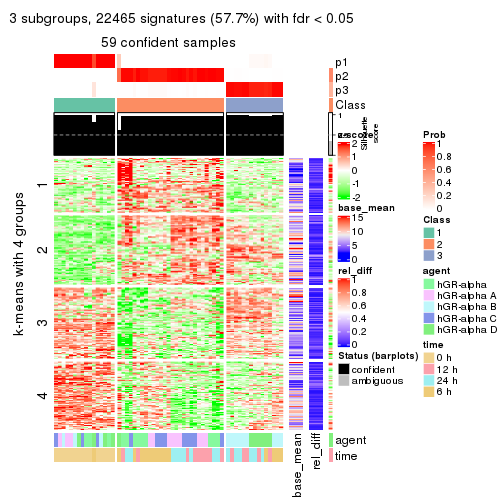 3 subgroups, 22465 signatures (57.7%) with fdr < 0.05
59 confident samples
p1
p2
p3
Class
1
Silhouette
score
k-means with 4 groups
1
2
3
4
z-score
2
1
0
-1
-2
base_mean
15
10
5
0
rel_diff
1
0.8
0.6
0.4
0.2
0
Status (barplots)
confident
ambiguous
Prob
1
0.8
0.6
0.4
0.2
0
Class
1
2
3
agent
hGR-alpha
hGR-alpha A
hGR-alpha B
hGR-alpha C
hGR-alpha D
time
0 h
12 h
24 h
6 h
agent
time
base_mean
rel_diff